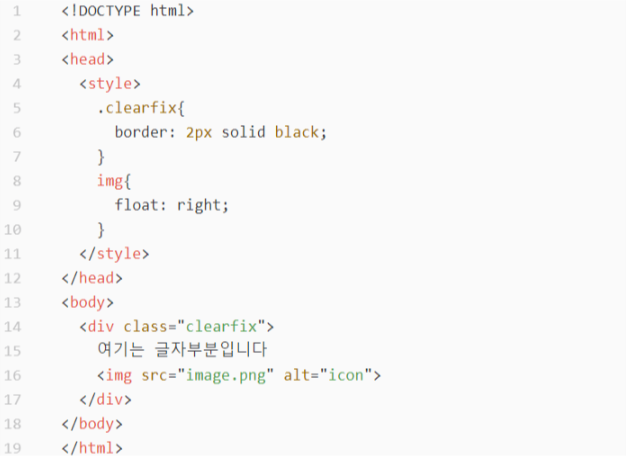 1 <!DOCTYPE html>
2 <html>
3 <head>
4 <style>
5 .clearfix{
6 border: 2px solid black;
7 }
8 img{
9 float: right;
10 }
11 </style>
12 </head>
13 <body>
14 <div class="clearfix">
15 여기는 글자부분입니다
16 <img src="image.png" alt="icon">
17 </div>
18 </body>
19 </html>